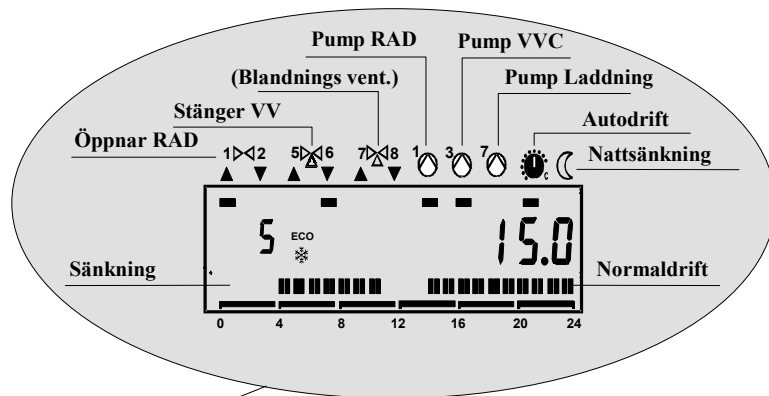 Pump RAD
Pump VVC
(Blandnings vent.)
Pump Laddning
Stänger VV
Autodrift
Öppnar RAD
1 2 5 6 7 8 1 3 7 c
Nattsänkning
5 ECO 15.0
Sänkning
Normaldrift
0 4 8 12 16 20 24